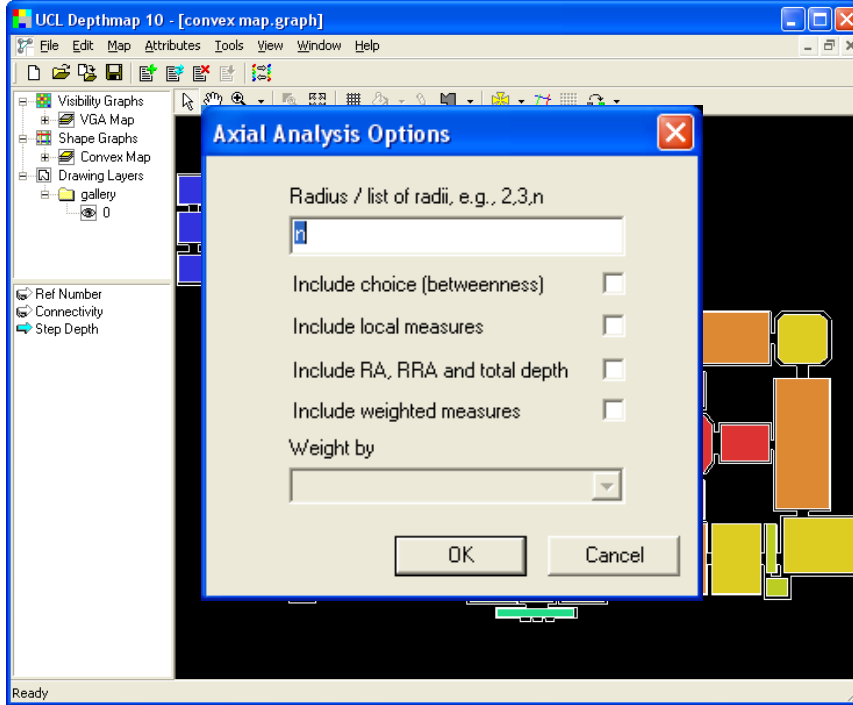 UCL Depthmap 10 - [convex map.graph]
File Edit Map Attributes Tools View Window Help
Visibility Graphs
VGA Map
Shape Graphs
Convex Map
Drawing Layers
gallery
0
Ref Number
Connectivity
Step Depth
Axial Analysis Options
Radius / list of radii, e.g., 2,3,n
n
Include choice (betweenness)
Include local measures
Include RA, RRA and total depth
Include weighted measures
Weight by
OK Cancel
Ready